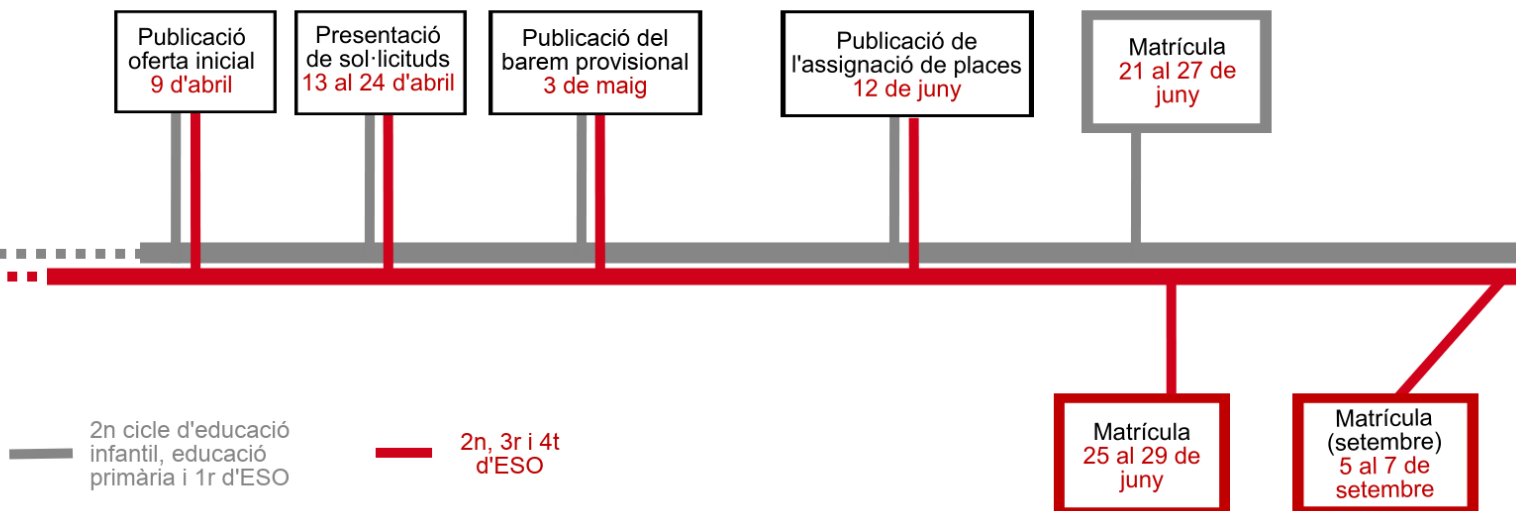 Publicació
oferta inicial
9 d'abril
Presentació
de sol·licituds
13 al 24 d'abril
Publicació del
barem provisional
3 de maig
Publicació de
l'assignació de places
12 de juny
Matrícula
21 al 27 de
juny
2n cicle d'educació
infantil, educació
primària i 1r d'ESO
2n, 3r i 4t
d'ESO
Matrícula
25 al 29 de
juny
Matrícula
(setembre)
5 al 7 de
setembre